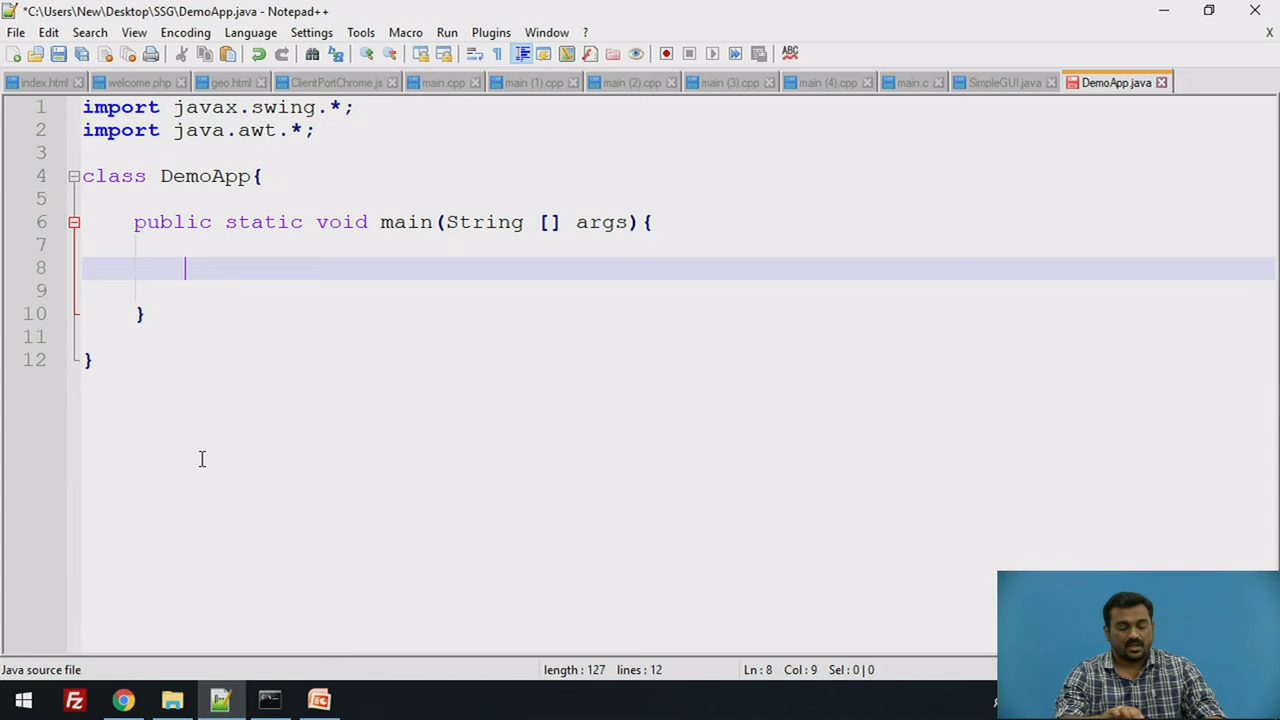 *C:\Users\New\Desktop\SSG\DemoApp.java - Notepad++
File Edit Search View Encoding Language Settings Tools Macro Run Plugins Window ? X
index.html welcome.php geo.html ClientPortChrome.js main.cpp main (1).cpp main (2).cpp main (3).cpp main (4).cpp main.c SimpleGUI.java DemoApp.java
1 import javax.swing.*;
2 import java.awt.*;
3
4 class DemoApp{
5
6 public static void main(String [] args){
7
8
9
10 }
11
12 }
Java source file length : 127 lines : 12 Ln : 8 Col : 9 Sel : 0 | 0